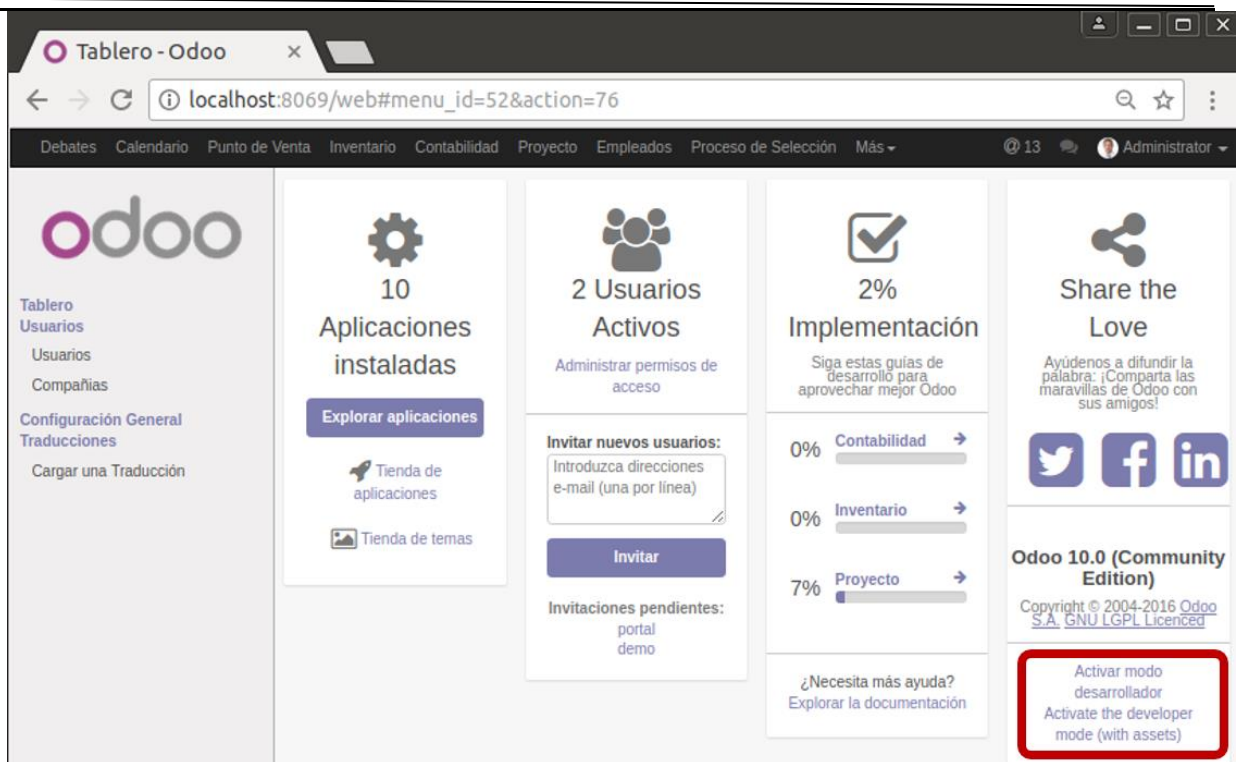 Tablero - Odoo
localhost:8069/web#menu_id=52&action=76
Debates Calendario Punto de Venta Inventario Contabilidad Proyecto Empleados Proceso de Selección Más @ 13 Administrator
odoo
Tablero
Usuarios
Usuarios
Compañias
Configuración General
Traducciones
Cargar una Traducción
10
Aplicaciones
instaladas
Explorar aplicaciones
Tienda de
aplicaciones
Tienda de temas
2 Usuarios
Activos
Administrar permisos de
acceso
Invitar nuevos usuarios:
Introduzca direcciones
e-mail (una por línea)
Invitar
Invitaciones pendientes:
portal
demo
2%
Implementación
Siga estas guías de
desarrollo para
aprovechar mejor Odoo
0% Contabilidad
0% Inventario
7% Proyecto
¿Necesita más ayuda?
Explorar la documentación
Share the
Love
Ayúdenos a difundir la
palabra: ¡Comparta las
maravillas de Odoo con
sus amigos!
Odoo 10.0 (Community
Edition)
Copyright © 2004-2016 Odoo
S.A. GNU LGPL Licenced
Activar modo
desarrollador
Activate the developer
mode (with assets)